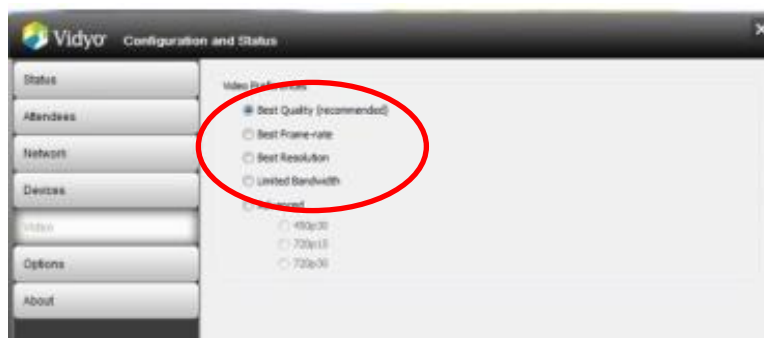 Vidyo Configuration and Status
Status
Attendees
Network
Devices
Video
Options
About
Video Preferences
Best Quality (recommended)
Best Frame-rate
Best Resolution
Limited Bandwidth
Advanced
480p30
720p15
720p30